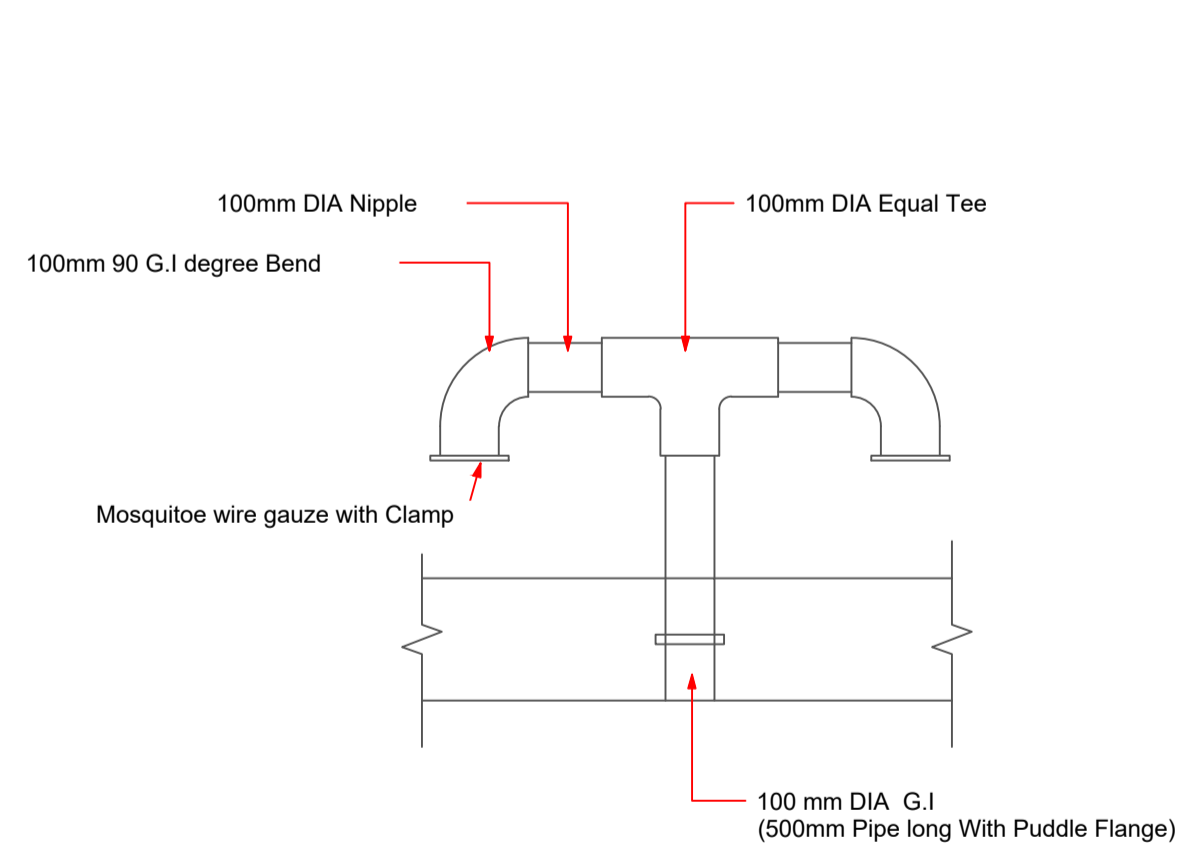 100mm DIA Nipple
100mm DIA Equal Tee
100mm 90 G.I degree Bend
Mosquitoe wire gauze with Clamp
100 mm DIA  G.I
(500mm Pipe long With Puddle Flange)